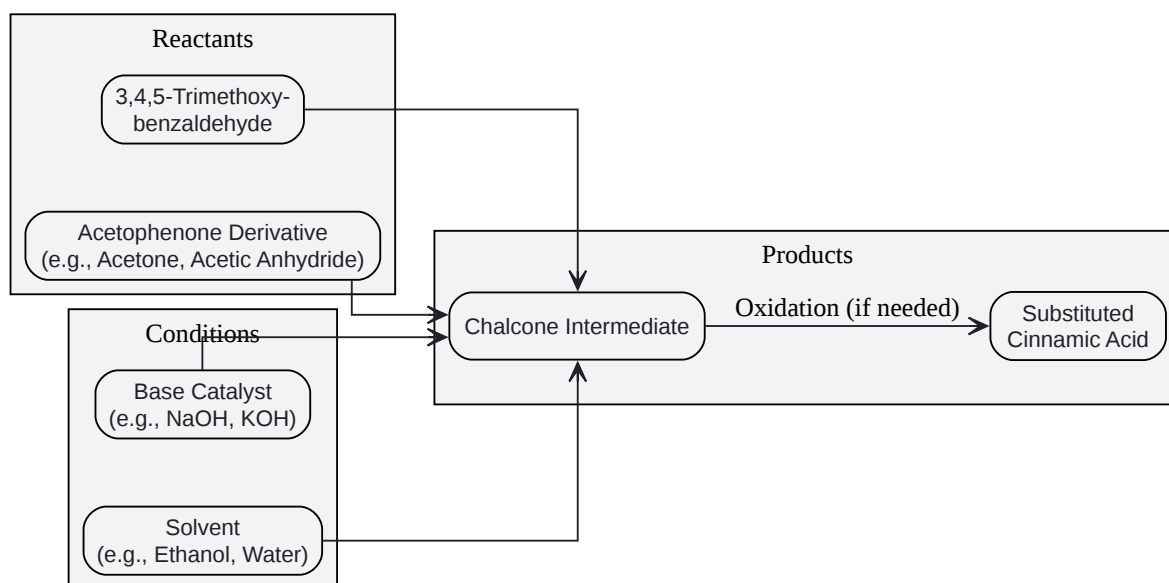 Reactants
3,4,5-Trimethoxy-
benzaldehyde
Acetophenone Derivative
(e.g., Acetone, Acetic Anhydride)
Conditions
Base Catalyst
(e.g., NaOH, KOH)
Solvent
(e.g., Ethanol, Water)
Products
Chalcone Intermediate
Oxidation (if needed)
Substituted
Cinnamic Acid